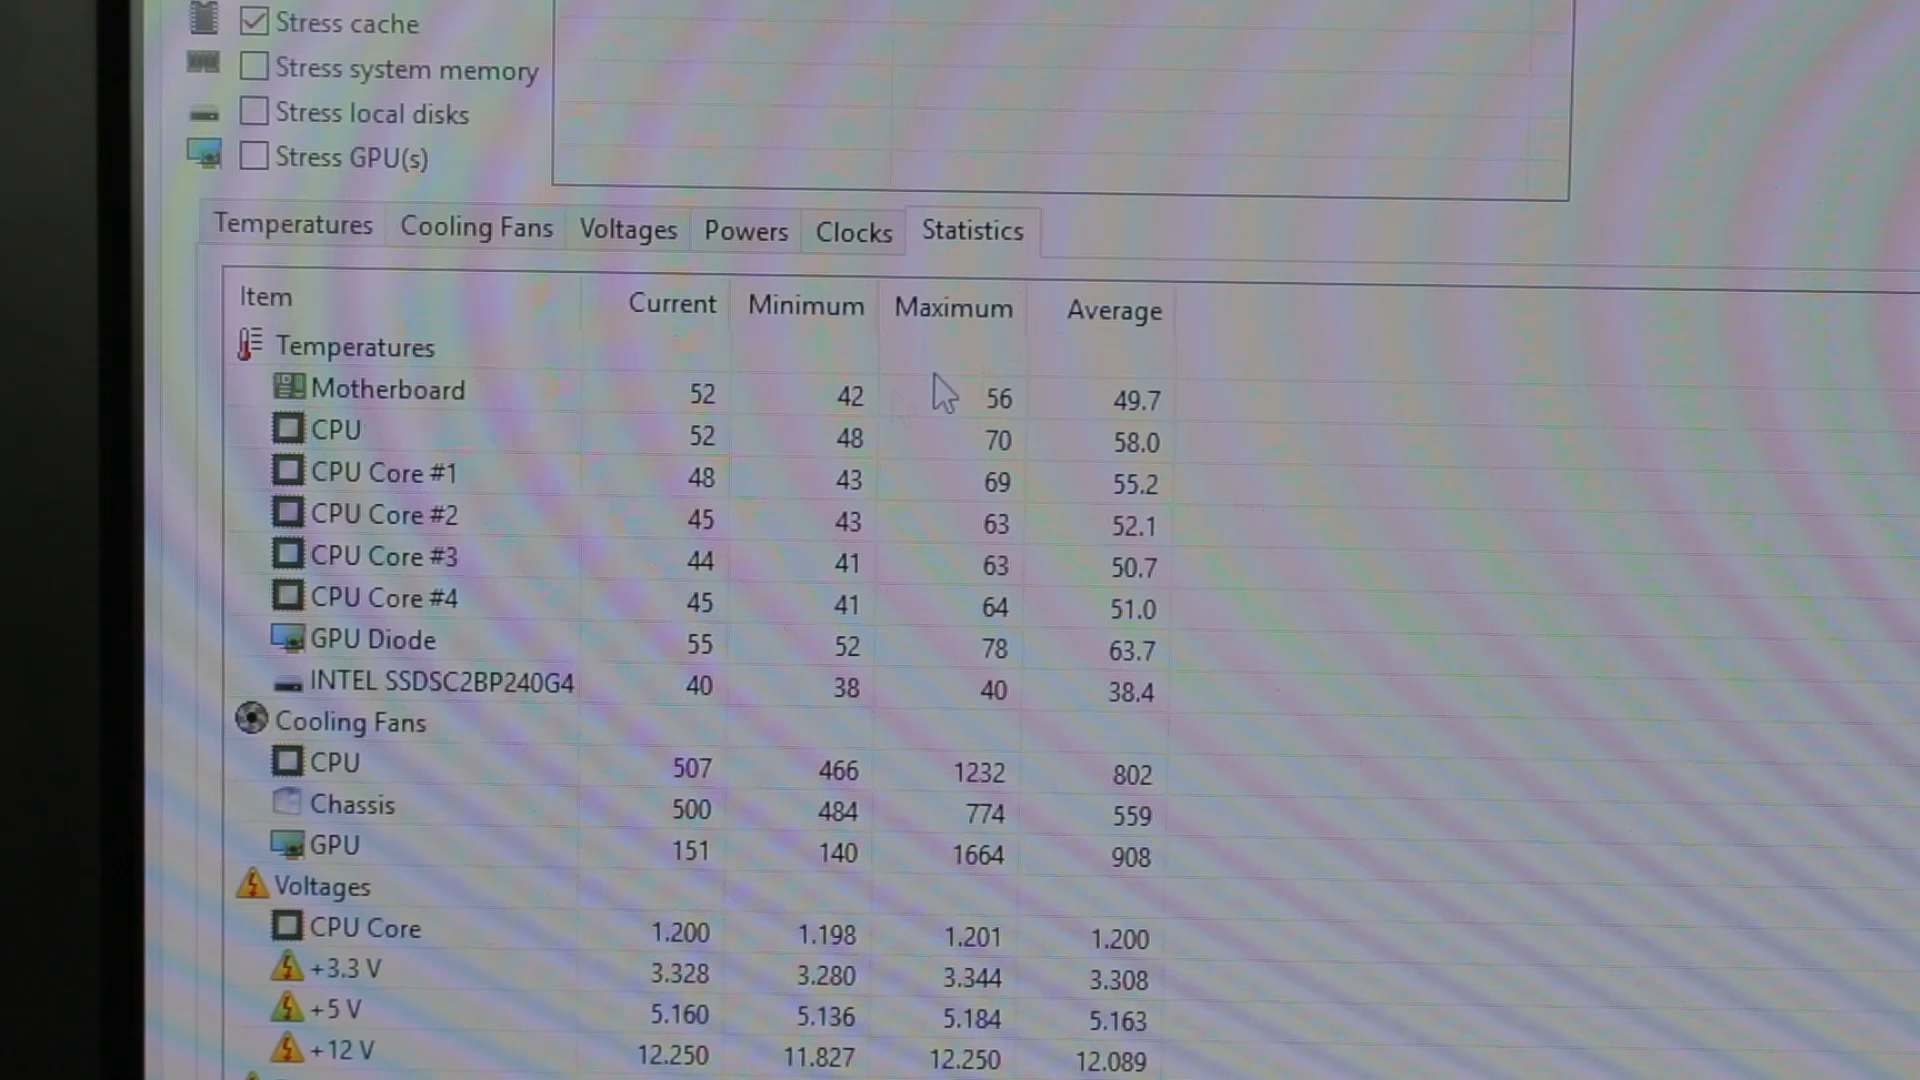 Stress cache
Stress system memory
Stress local disks
Stress GPU(s)
Temperatures Cooling Fans Voltages Powers Clocks Statistics
Item Current Minimum Maximum Average
Temperatures
Motherboard 52 42 56 49.7
CPU 52 48 70 58.0
CPU Core #1 48 43 69 55.2
CPU Core #2 45 43 63 52.1
CPU Core #3 44 41 63 50.7
CPU Core #4 45 41 64 51.0
GPU Diode 55 52 78 63.7
INTEL SSDSC2BP240G4 40 38 40 38.4
Cooling Fans
CPU 507 466 1232 802
Chassis 500 484 774 559
GPU 151 140 1664 908
Voltages
CPU Core 1.200 1.198 1.201 1.200
+3.3 V 3.328 3.280 3.344 3.308
+5 V 5.160 5.136 5.184 5.163
+12 V 12.250 11.827 12.250 12.089